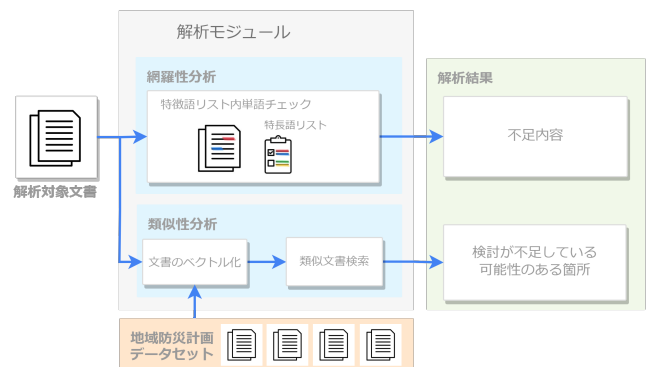 解析モジュール
網羅性分析
特徴語リスト内単語チェック
特長語リスト
解析対象文書
類似性分析
文書のベクトル化
類似文書検索
解析結果
不足内容
検討が不足している
可能性のある箇所
地域防災計画
データセット